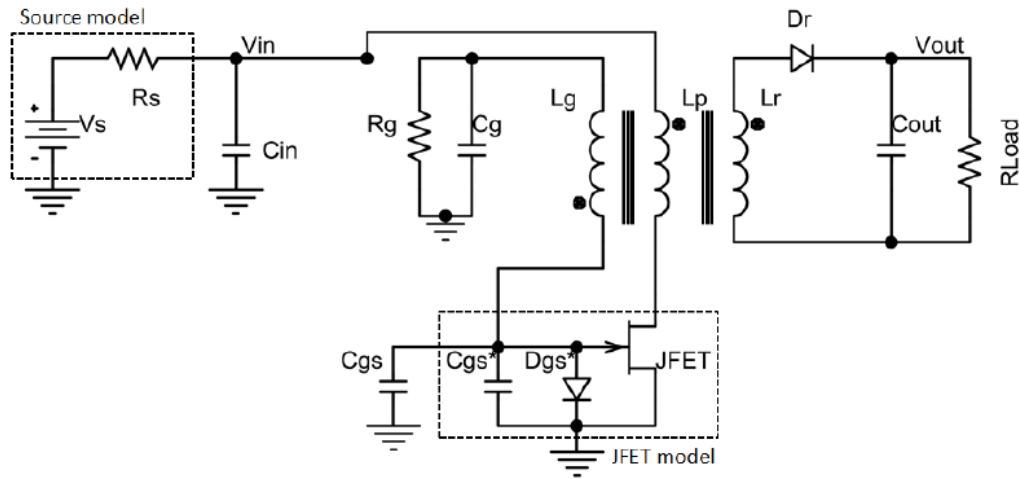 Source model
+
Vs
-
Rs
Vin
Cin
Rg
Cg
Lg
Lp
Lr
Dr
Vout
Cout
RLoad
Cgs
Cgs*
Dgs*
JFET
JFET model